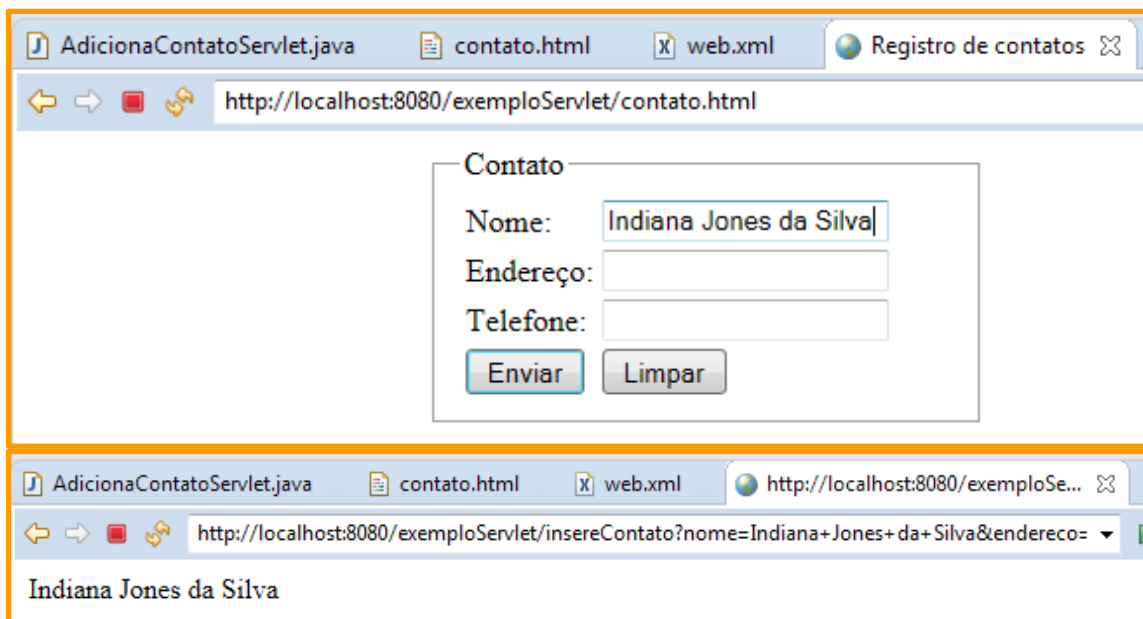 AdicionaContatoServlet.java contato.html web.xml Registro de contatos
http://localhost:8080/exemploServlet/contato.html
Contato
Nome: Indiana Jones da Silva
Endereço:
Telefone:
Enviar Limpar
AdicionaContatoServlet.java contato.html web.xml http://localhost:8080/exemploSe...
http://localhost:8080/exemploServlet/insereContato?nome=Indiana+Jones+da+Silva&endereco=
Indiana Jones da Silva